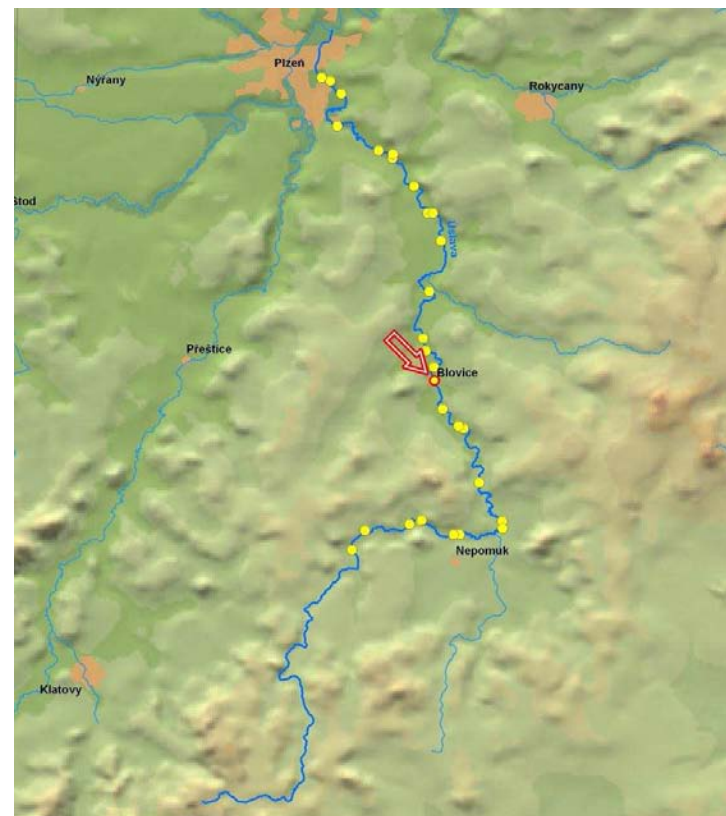 Plzeň
Nýřany
Rokycany
Stod
Úslava
Přeštice
Blovice
Nepomuk
Klatovy